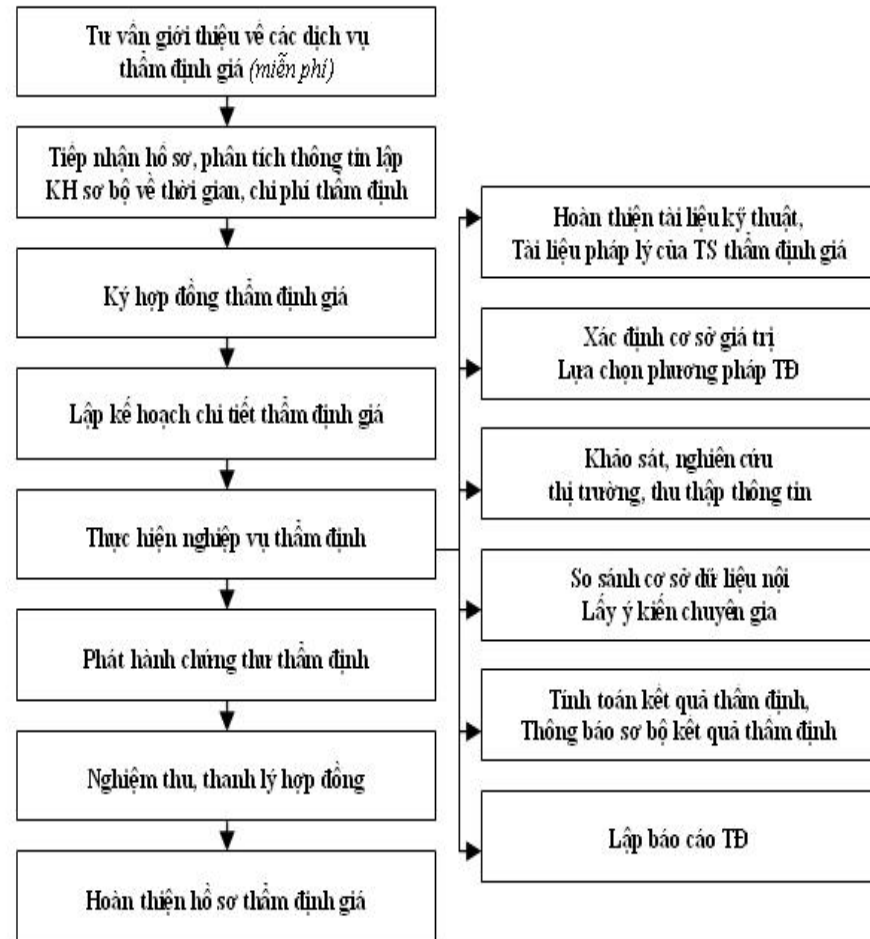 Tư vấn giới thiệu về các dịch vụ
thẩm định giá (miễn phí)
Tiếp nhận hồ sơ, phân tích thông tin lập
KH sơ bộ về thời gian, chi phí thẩm định
Ký hợp đồng thẩm định giá
Lập kế hoạch chi tiết thẩm định giá
Thực hiện nghiệp vụ thẩm định
Phát hành chứng thư thẩm định
Nghiệm thu, thanh lý hợp đồng
Hoàn thiện hồ sơ thẩm định giá
Hoàn thiện tài liệu kỹ thuật,
Tài liệu pháp lý của TS thẩm định giá
Xác định cơ sở giá trị
Lựa chọn phương pháp TĐ
Khảo sát, nghiên cứu
thị trường, thu thập thông tin
So sánh cơ sở dữ liệu nội
Lấy ý kiến chuyên gia
Tính toán kết quả thẩm định,
Thông báo sơ bộ kết quả thẩm định
Lập báo cáo TĐ